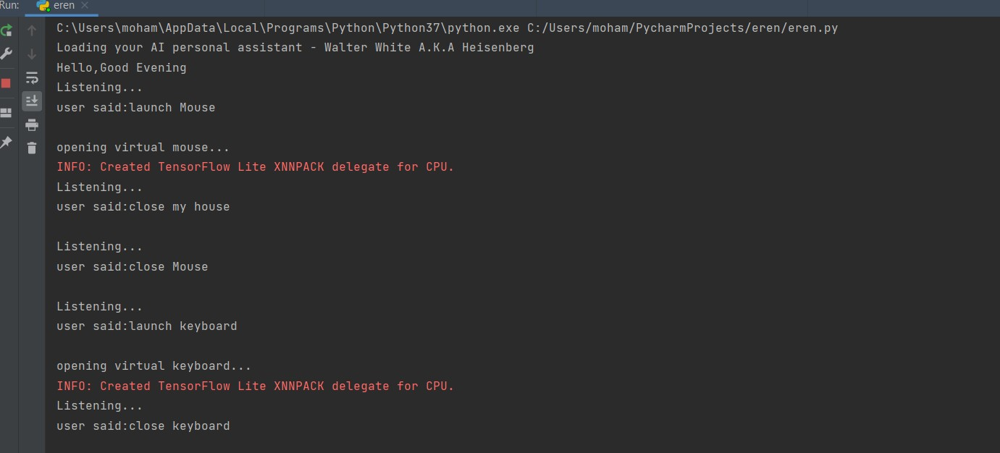 Run:
eren
C:\Users\moham\AppData\Local\Programs\Python\Python37\python.exe C:/Users/moham/PycharmProjects/eren/eren.py
Loading your AI personal assistant - Walter White A.K.A Heisenberg
Hello,Good Evening
Listening...
user said:launch Mouse
opening virtual mouse...
INFO: Created TensorFlow Lite XNNPACK delegate for CPU.
Listening...
user said:close my house
Listening...
user said:close Mouse
Listening...
user said:launch keyboard
opening virtual keyboard...
INFO: Created TensorFlow Lite XNNPACK delegate for CPU.
Listening...
user said:close keyboard